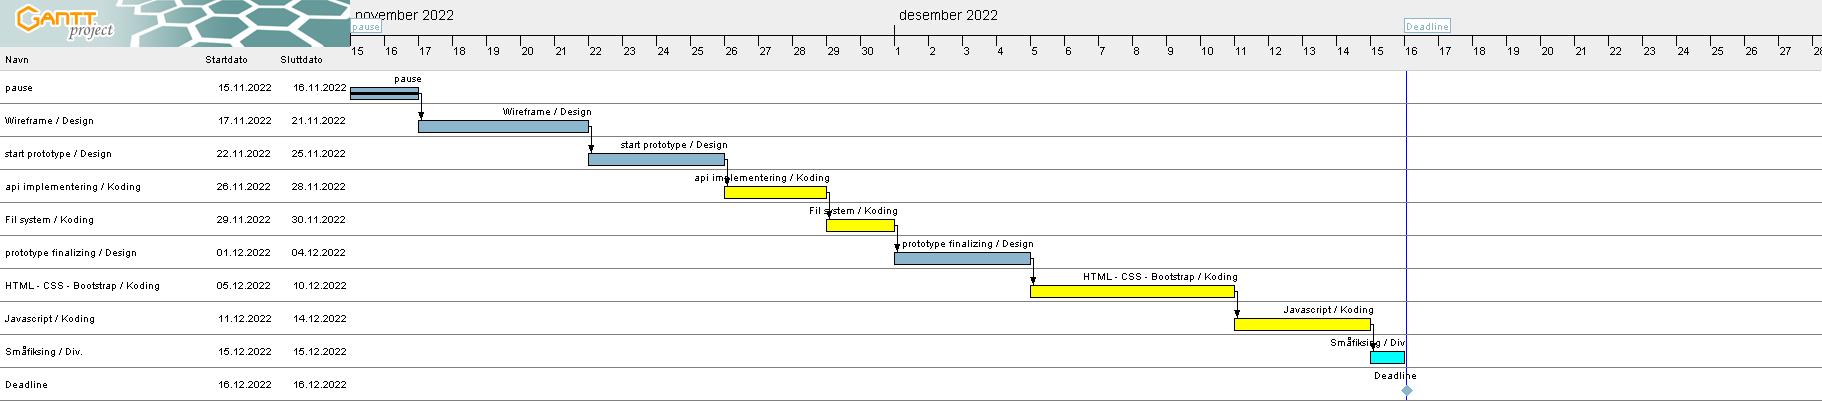 GANTT
project
november 2022
desember 2022
pause
Deadline
15 16 17 18 19 20 21 22 23 24 25 26 27 28 29 30 1 2 3 4 5 6 7 8 9 10 11 12 13 14 15 16 17 18 19 20 21 22 23 24 25 26 27 28
Navn Startdato Sluttdato
pause 15.11.2022 16.11.2022 pause
Wireframe / Design 17.11.2022 21.11.2022 Wireframe / Design
start prototype / Design 22.11.2022 25.11.2022 start prototype / Design
api implementering / Koding 26.11.2022 28.11.2022 api implementering / Koding
Fil system / Koding 29.11.2022 30.11.2022 Fil system / Koding
prototype finalizing / Design 01.12.2022 04.12.2022 prototype finalizing / Design
HTML - CSS - Bootstrap / Koding 05.12.2022 10.12.2022 HTML - CSS - Bootstrap / Koding
Javascript / Koding 11.12.2022 14.12.2022 Javascript / Koding
Småfiksing / Div. 15.12.2022 15.12.2022 Småfiksing / Div
Deadline 16.12.2022 16.12.2022 Deadline